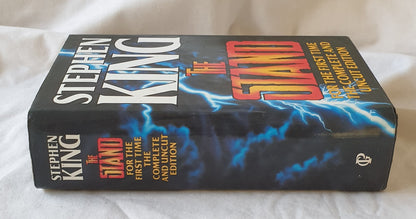 STEPHEN
KING
THE
STAND
FOR THE FIRST TIME
THE COMPLETE AND
UNCUT EDITION
STEPHEN
KING
THE
STAND
FOR THE
FIRST TIME
THE
COMPLETE
AND UNCUT
EDITION